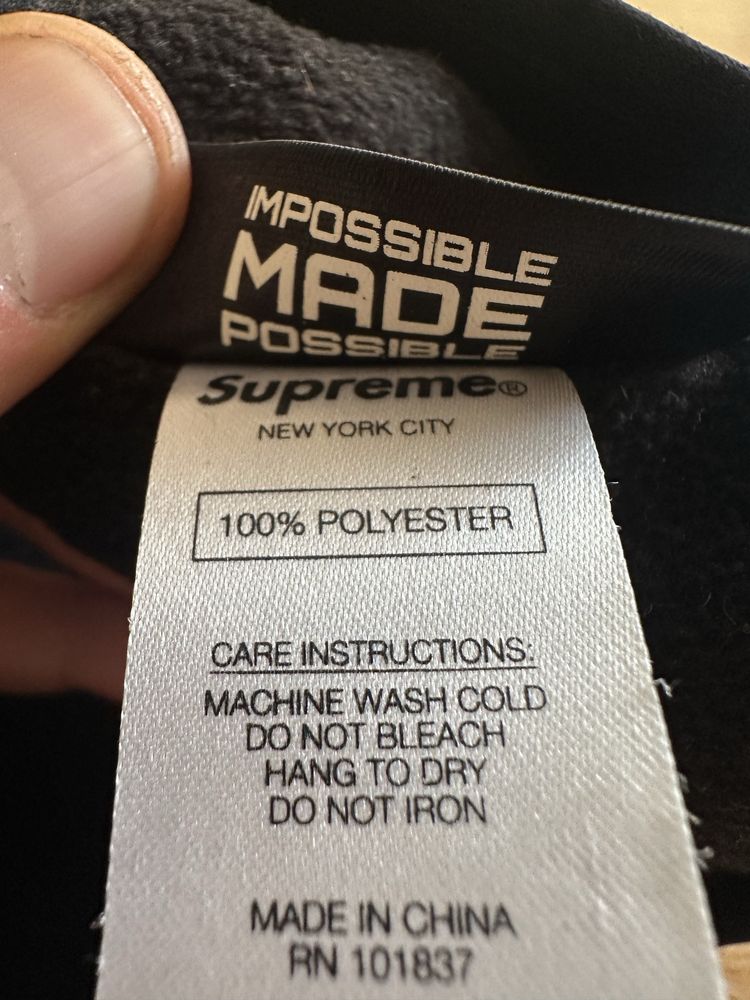 IMPOSSIBLE
MADE
POSSIBLE
Supreme®
NEW YORK CITY
100% POLYESTER
CARE INSTRUCTIONS:
MACHINE WASH COLD
DO NOT BLEACH
HANG TO DRY
DO NOT IRON
MADE IN CHINA
RN 101837